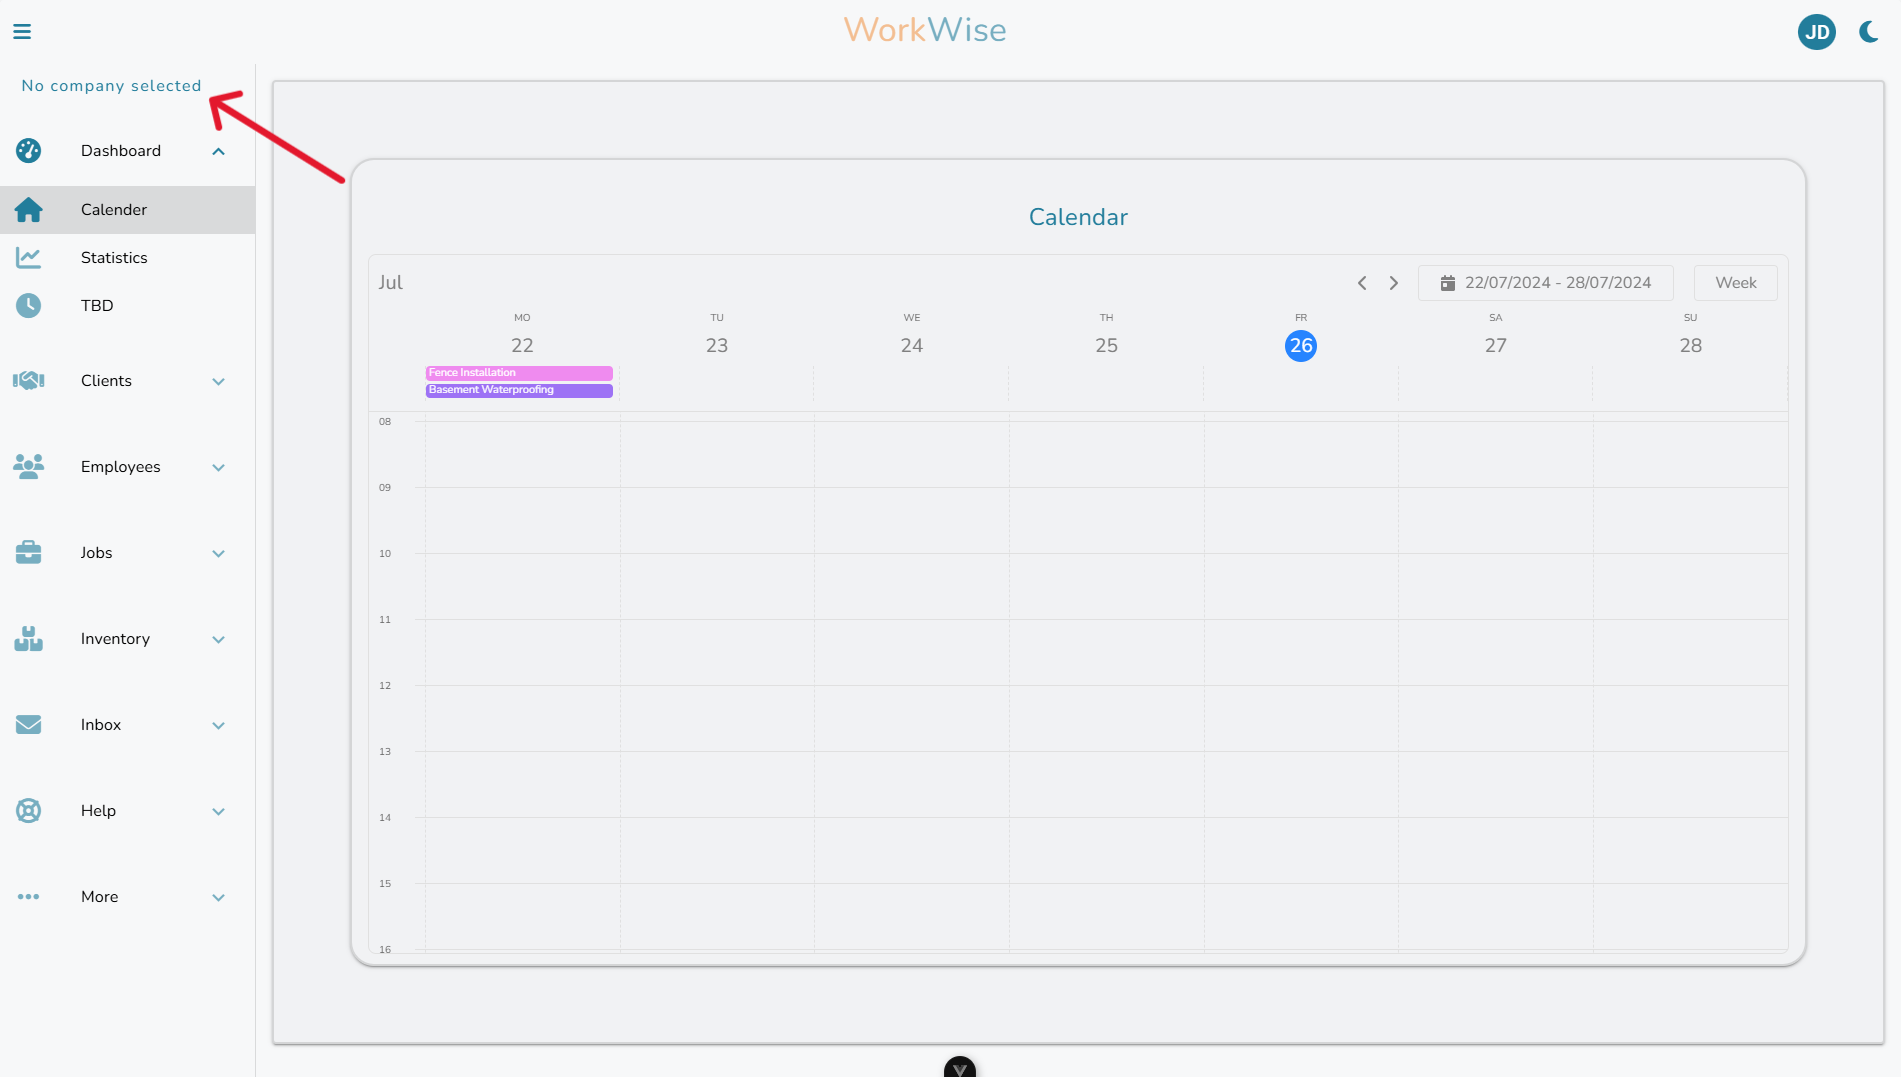 WorkWise
JD
No company selected
Dashboard
Calender
Statistics
TBD
Clients
Employees
Jobs
Inventory
Inbox
Help
More
Calendar
Jul
22/07/2024 - 28/07/2024
Week
MO TU WE TH FR SA SU
22 23 24 25 26 27 28
Fence Installation
Basement Waterproofing
08
09
10
11
12
13
14
15
16